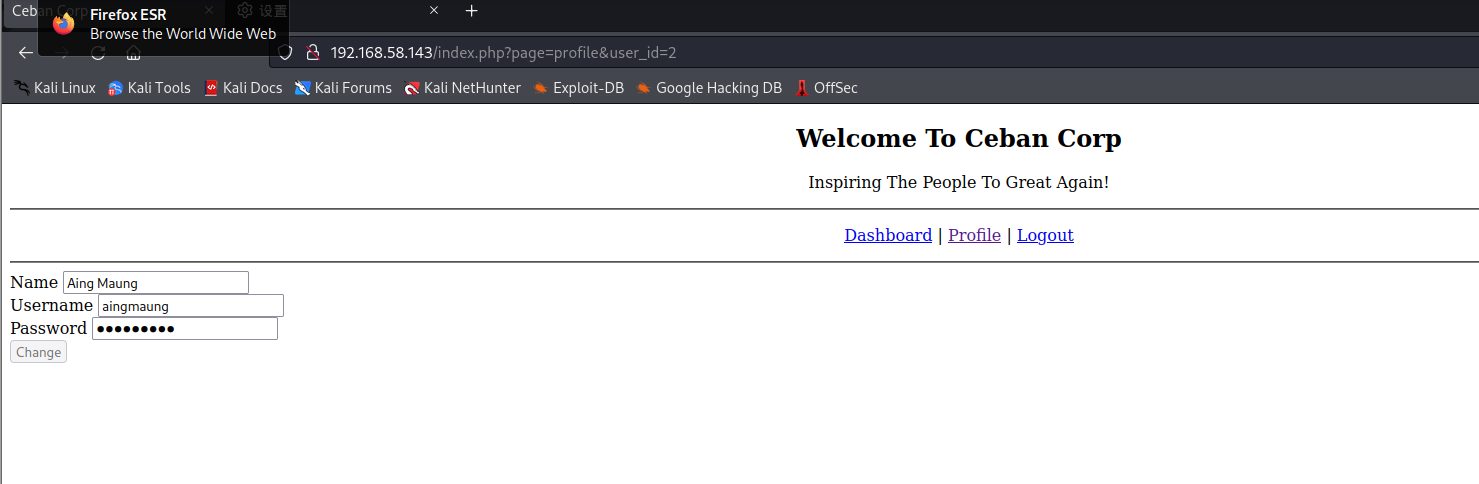 Ceban Corp
设置
Firefox ESR
Browse the World Wide Web
192.168.58.143/index.php?page=profile&user_id=2
Kali Linux Kali Tools Kali Docs Kali Forums Kali NetHunter Exploit-DB Google Hacking DB OffSec
Welcome To Ceban Corp
Inspiring The People To Great Again!
Dashboard | Profile | Logout
Name Aing Maung
Username aingmaung
Password •••••••••
Change